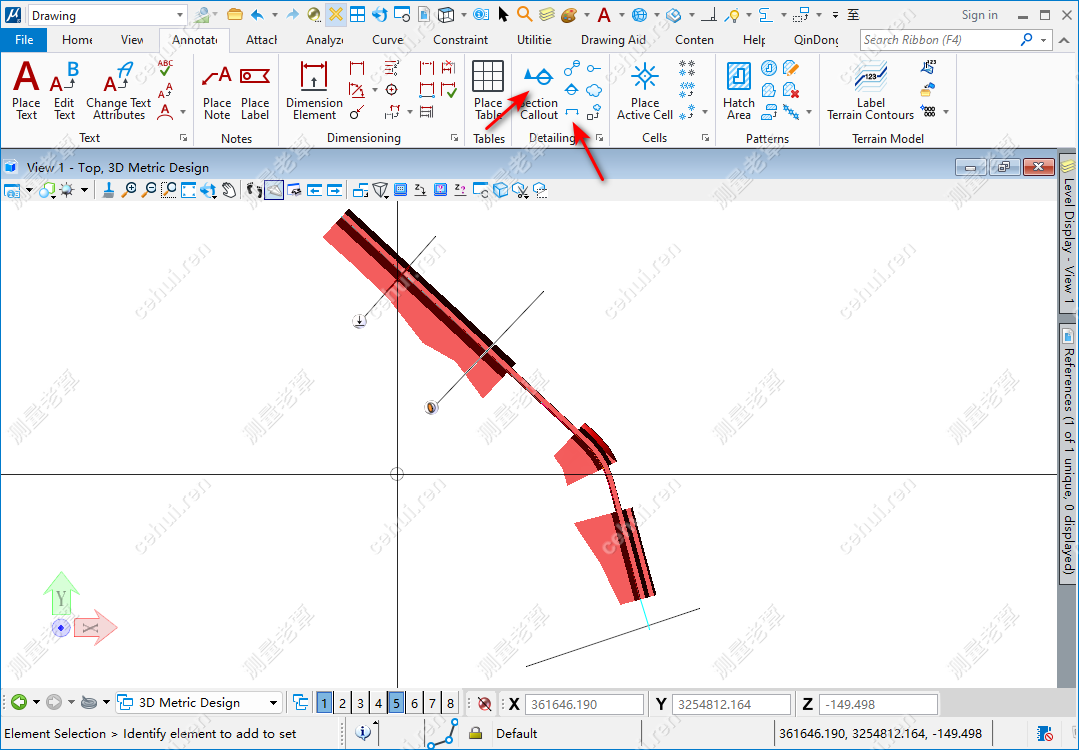 Drawing
Sign in
File
Home
View
Annotate
Attach
Analyze
Curve
Constraint
Utilitie
Drawing Aid
Conten
Help
QinDong
Search Ribbon (F4)
Place Text
Edit Text
Change Text Attributes
ABC
Text
Place Note
Place Label
Notes
Dimension Element
Dimensioning
Place Table
Tables
Section Callout
Detailing
Place Active Cell
Cells
Hatch Area
Patterns
Label Terrain Contours
Terrain Model
View 1 - Top, 3D Metric Design
Level Display - View 1
References (1 of 1 unique, 0 displayed)
Y
X
3D Metric Design
1 2 3 4 5 6 7 8
X 361646.190
Y 3254812.164
Z -149.498
Element Selection > Identify element to add to set
Default
361646.190, 3254812.164, -149.498
cehui.ren
测量老覃